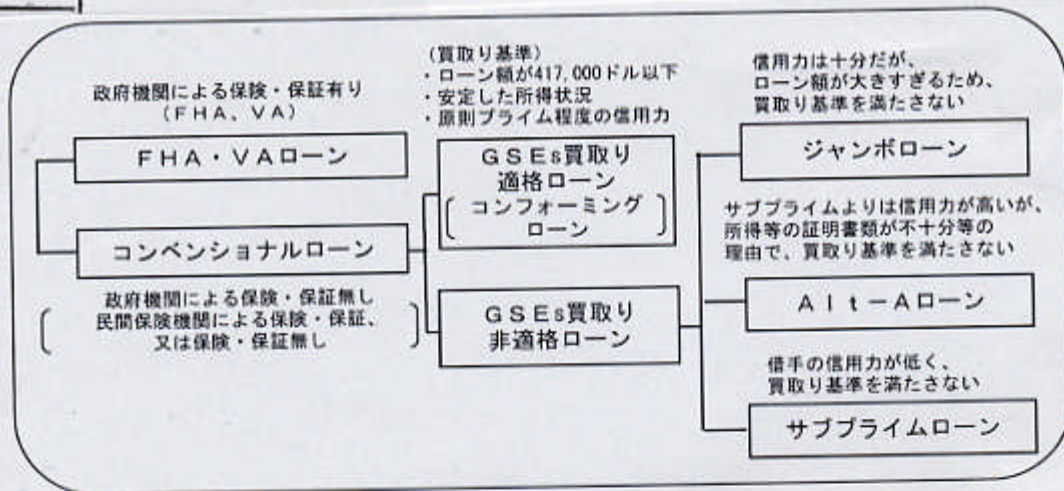 政府機関による保険・保証有り
(FHA、VA)
FHA・VAローン
コンベンショナルローン
政府機関による保険・保証無し
民間保険機関による保険・保証、
又は保険・保証無し
(買取り基準)
・ローン額が417,000ドル以下
・安定した所得状況
・原則プライム程度の信用力
GSEs買取り
適格ローン
コンフォーミング
ローン
GSEs買取り
非適格ローン
信用力は十分だが、
ローン額が大きすぎるため、
買取り基準を満たさない
ジャンボローン
サブプライムよりは信用力が高いが、
所得等の証明書類が不十分等の
理由で、買取り基準を満たさない
Alt-Aローン
借手の信用力が低く、
買取り基準を満たさない
サブプライムローン